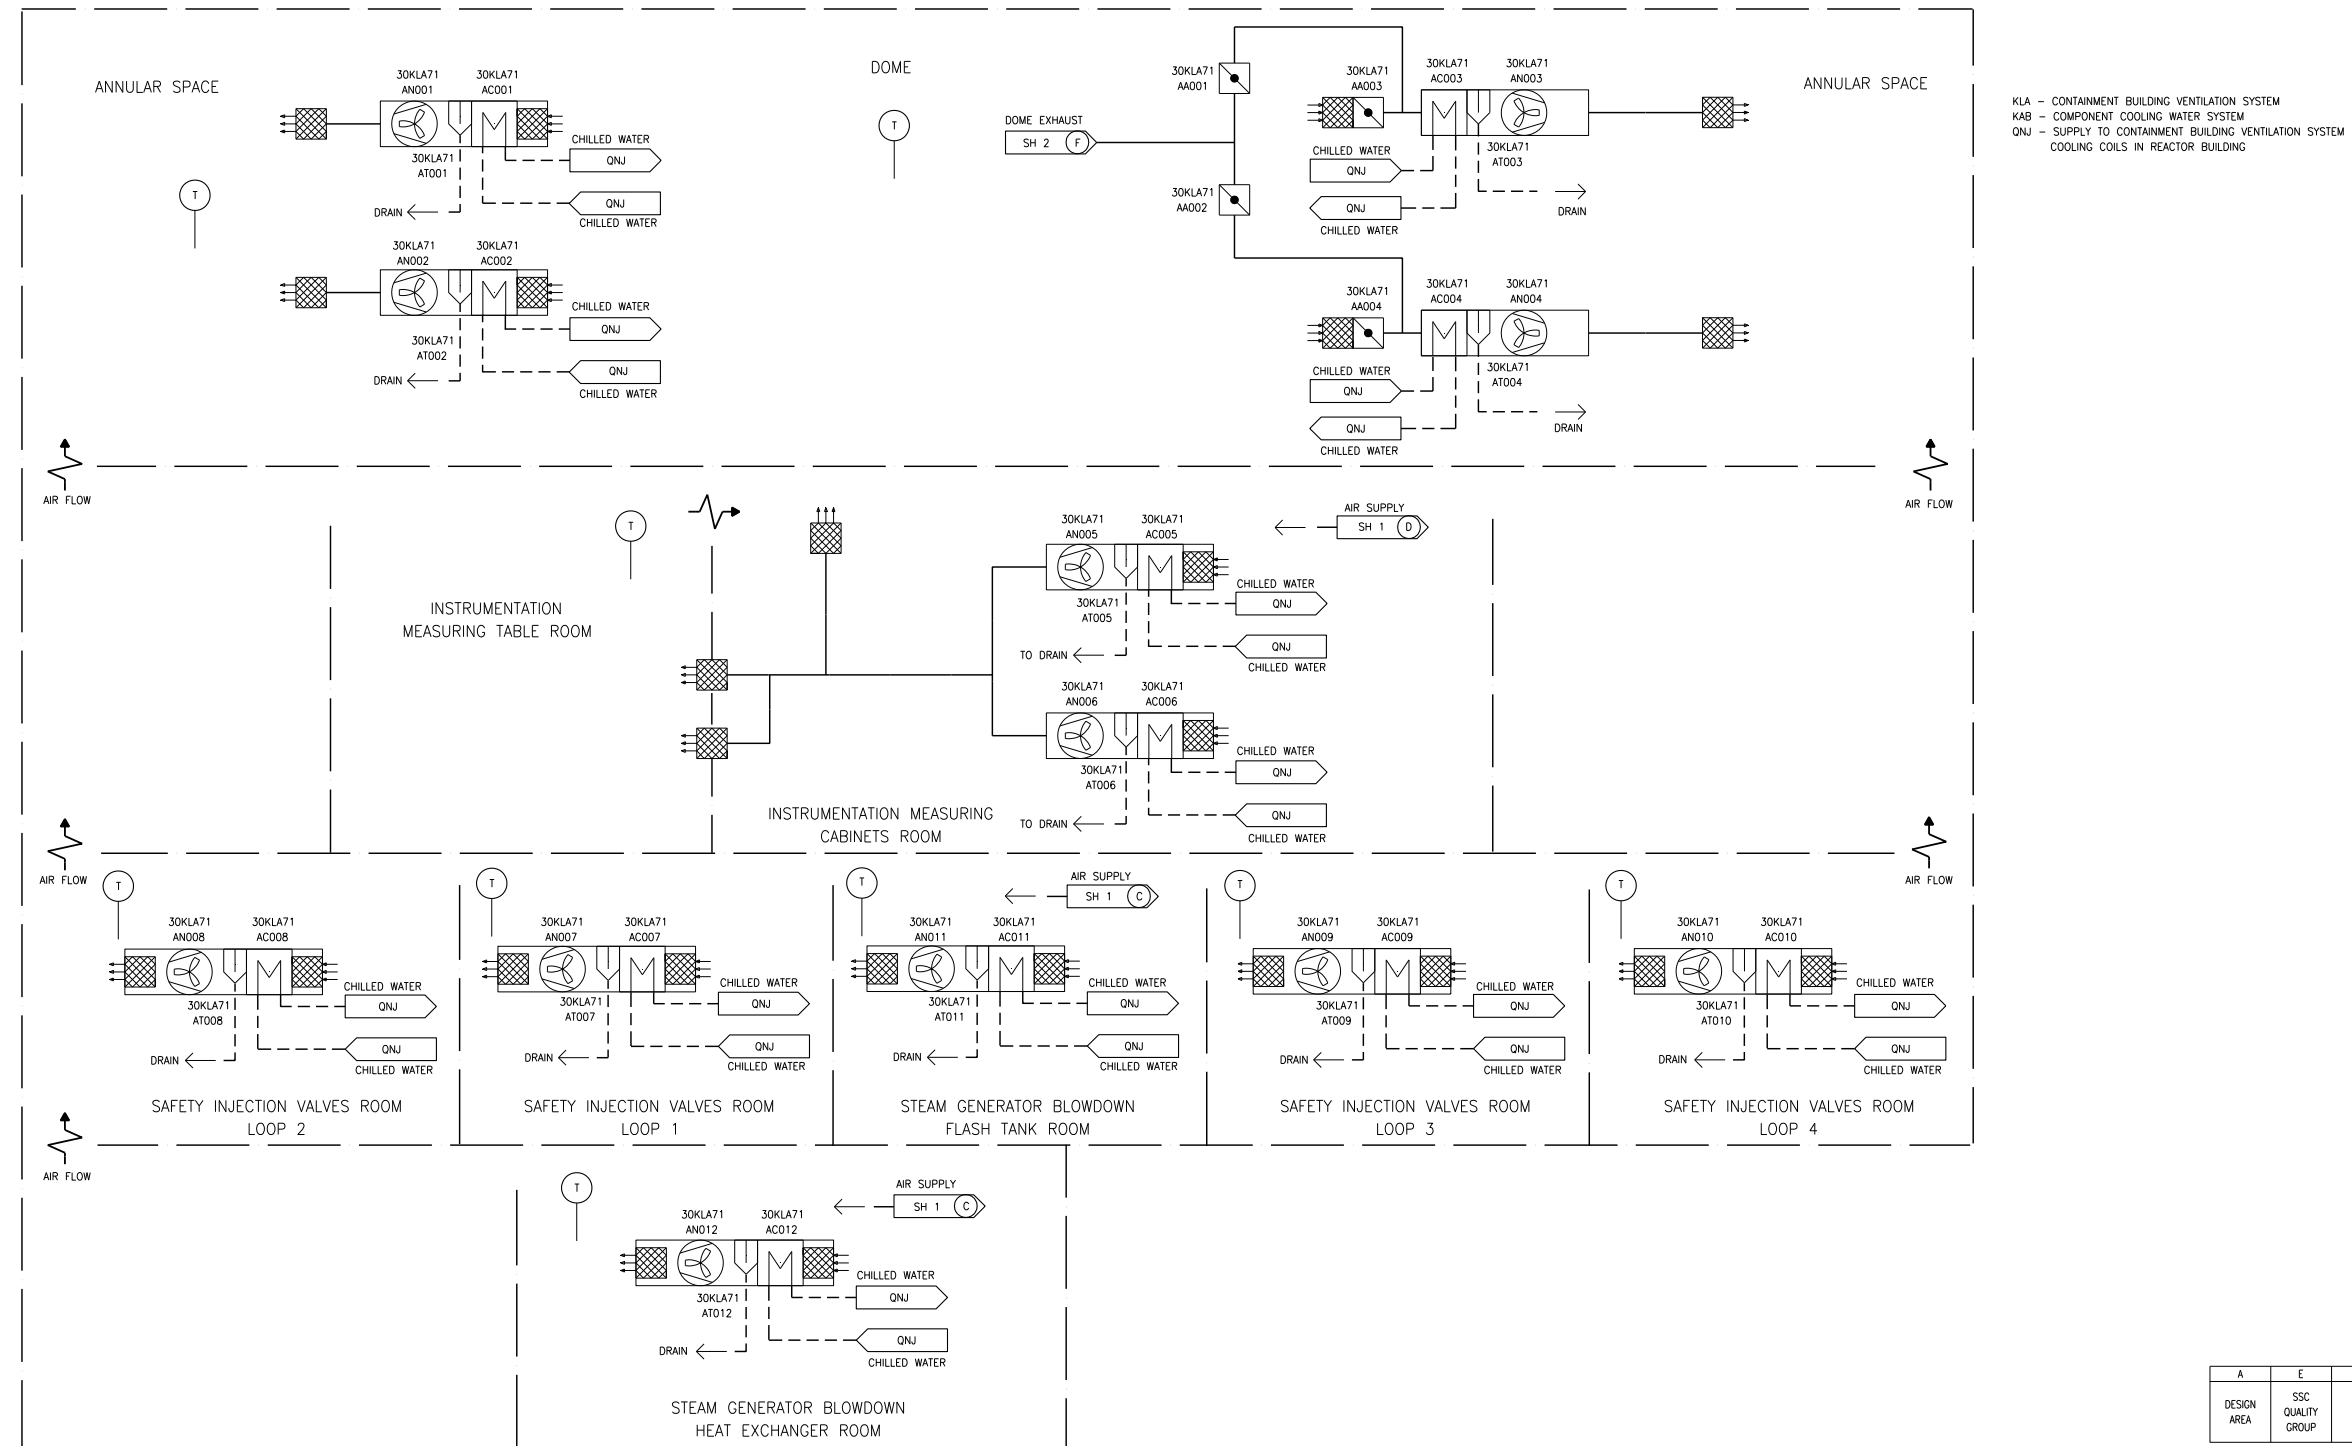 ANNULAR SPACE
30KLA71
AN001
30KLA71
AC001
CHILLED WATER
QNJ
30KLA71
AT001
QNJ
CHILLED WATER
DRAIN
T
30KLA71
AN002
30KLA71
AC002
CHILLED WATER
QNJ
30KLA71
AT002
QNJ
CHILLED WATER
DRAIN
DOME
T
DOME EXHAUST
SH 2 F
30KLA71
AA001
30KLA71
AA002
30KLA71
AA003
30KLA71
AC003
30KLA71
AN003
CHILLED WATER
QNJ
30KLA71
AT003
QNJ
CHILLED WATER
DRAIN
ANNULAR SPACE
30KLA71
AA004
30KLA71
AC004
30KLA71
AN004
CHILLED WATER
QNJ
30KLA71
AT004
QNJ
CHILLED WATER
DRAIN
KLA – CONTAINMENT BUILDING VENTILATION SYSTEM
KAB – COMPONENT COOLING WATER SYSTEM
QNJ – SUPPLY TO CONTAINMENT BUILDING VENTILATION SYSTEM
COOLING COILS IN REACTOR BUILDING
AIR FLOW
AIR FLOW
T
INSTRUMENTATION
MEASURING TABLE ROOM
30KLA71
AN005
30KLA71
AC005
AIR SUPPLY
SH 1 D
CHILLED WATER
QNJ
30KLA71
AT005
QNJ
CHILLED WATER
TO DRAIN
30KLA71
AN006
30KLA71
AC006
CHILLED WATER
QNJ
30KLA71
AT006
QNJ
CHILLED WATER
TO DRAIN
INSTRUMENTATION MEASURING
CABINETS ROOM
AIR FLOW
AIR FLOW
T
30KLA71
AN008
30KLA71
AC008
CHILLED WATER
QNJ
30KLA71
AT008
QNJ
CHILLED WATER
DRAIN
SAFETY INJECTION VALVES ROOM
LOOP 2
T
30KLA71
AN007
30KLA71
AC007
CHILLED WATER
QNJ
30KLA71
AT007
QNJ
CHILLED WATER
DRAIN
SAFETY INJECTION VALVES ROOM
LOOP 1
T
AIR SUPPLY
SH 1 C
30KLA71
AN011
30KLA71
AC011
CHILLED WATER
QNJ
30KLA71
AT011
QNJ
CHILLED WATER
DRAIN
STEAM GENERATOR BLOWDOWN
FLASH TANK ROOM
T
30KLA71
AN009
30KLA71
AC009
CHILLED WATER
QNJ
30KLA71
AT009
QNJ
CHILLED WATER
DRAIN
SAFETY INJECTION VALVES ROOM
LOOP 3
T
30KLA71
AN010
30KLA71
AC010
CHILLED WATER
QNJ
30KLA71
AT010
QNJ
CHILLED WATER
DRAIN
SAFETY INJECTION VALVES ROOM
LOOP 4
AIR FLOW
T
AIR SUPPLY
SH 1 C
30KLA71
AN012
30KLA71
AC012
CHILLED WATER
QNJ
30KLA71
AT012
QNJ
CHILLED WATER
DRAIN
STEAM GENERATOR BLOWDOWN
HEAT EXCHANGER ROOM
A
E
DESIGN
AREA
SSC
QUALITY
GROUP